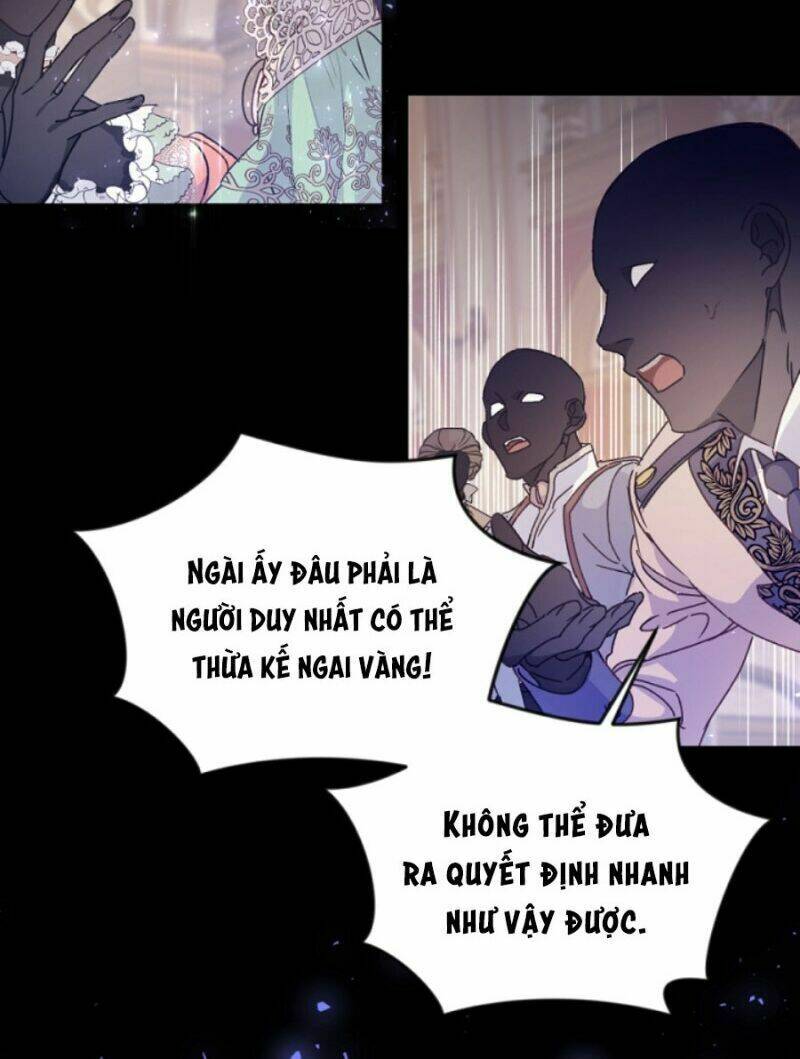 NGÀI ẤY ĐÂU PHẢI LÀ
NGƯỜI DUY NHẤT CÓ THỂ
THỪA KẾ NGAI VÀNG!
KHÔNG THỂ ĐƯA
RA QUYẾT ĐỊNH NHANH
NHƯ VẬY ĐƯỢC.